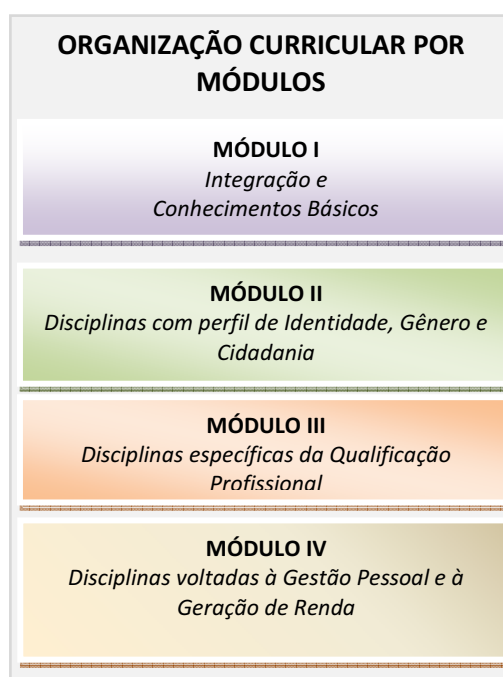 ORGANIZAÇÃO CURRICULAR POR
MÓDULOS
MÓDULO I
Integração e
Conhecimentos Básicos
MÓDULO II
Disciplinas com perfil de Identidade, Gênero e
Cidadania
MÓDULO III
Disciplinas específicas da Qualificação
Profissional
MÓDULO IV
Disciplinas voltadas à Gestão Pessoal e à
Geração de Renda